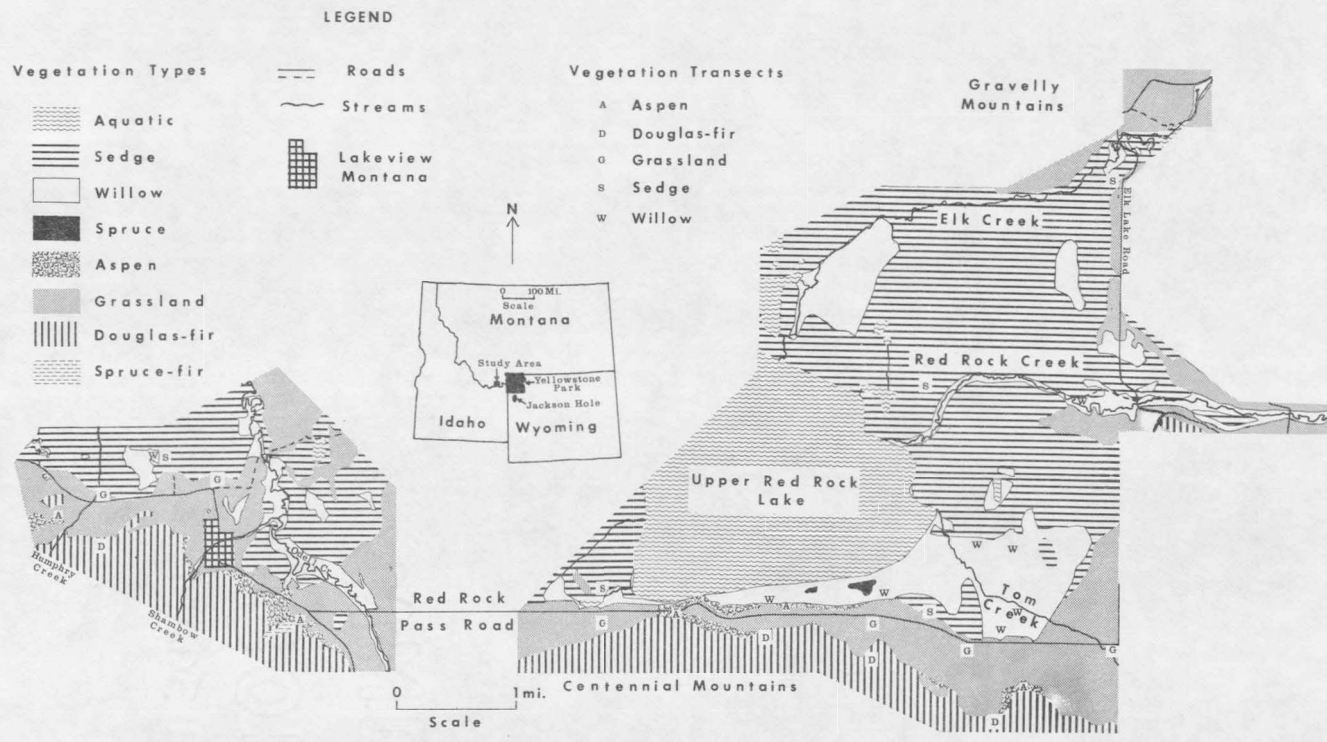 LEGEND
Vegetation Types
Aquatic
Sedge
Willow
Spruce
Aspen
Grassland
Douglas-fir
Spruce-fir
Roads
Streams
Lakeview
Montana
Vegetation Transects
A Aspen
D Douglas-fir
G Grassland
S Sedge
W Willow
N
0 100 Mi.
Scale
Montana
Study Area
Yellowstone
Park
Jackson Hole
Idaho
Wyoming
Gravelly
Mountains
S
Elk Lake Road
Elk Creek
Red Rock Creek
S
W
Upper Red Rock
Lake
W S
G
G
A
D
Humphry
Creek
Shambow
Creek
Odell Creek
A
Red Rock
Pass Road
S
G
A
W
A
W
D
G
D
S
W W
Tom
Creek
W
W
G
G
A
D
Centennial Mountains
0 1 mi.
Scale